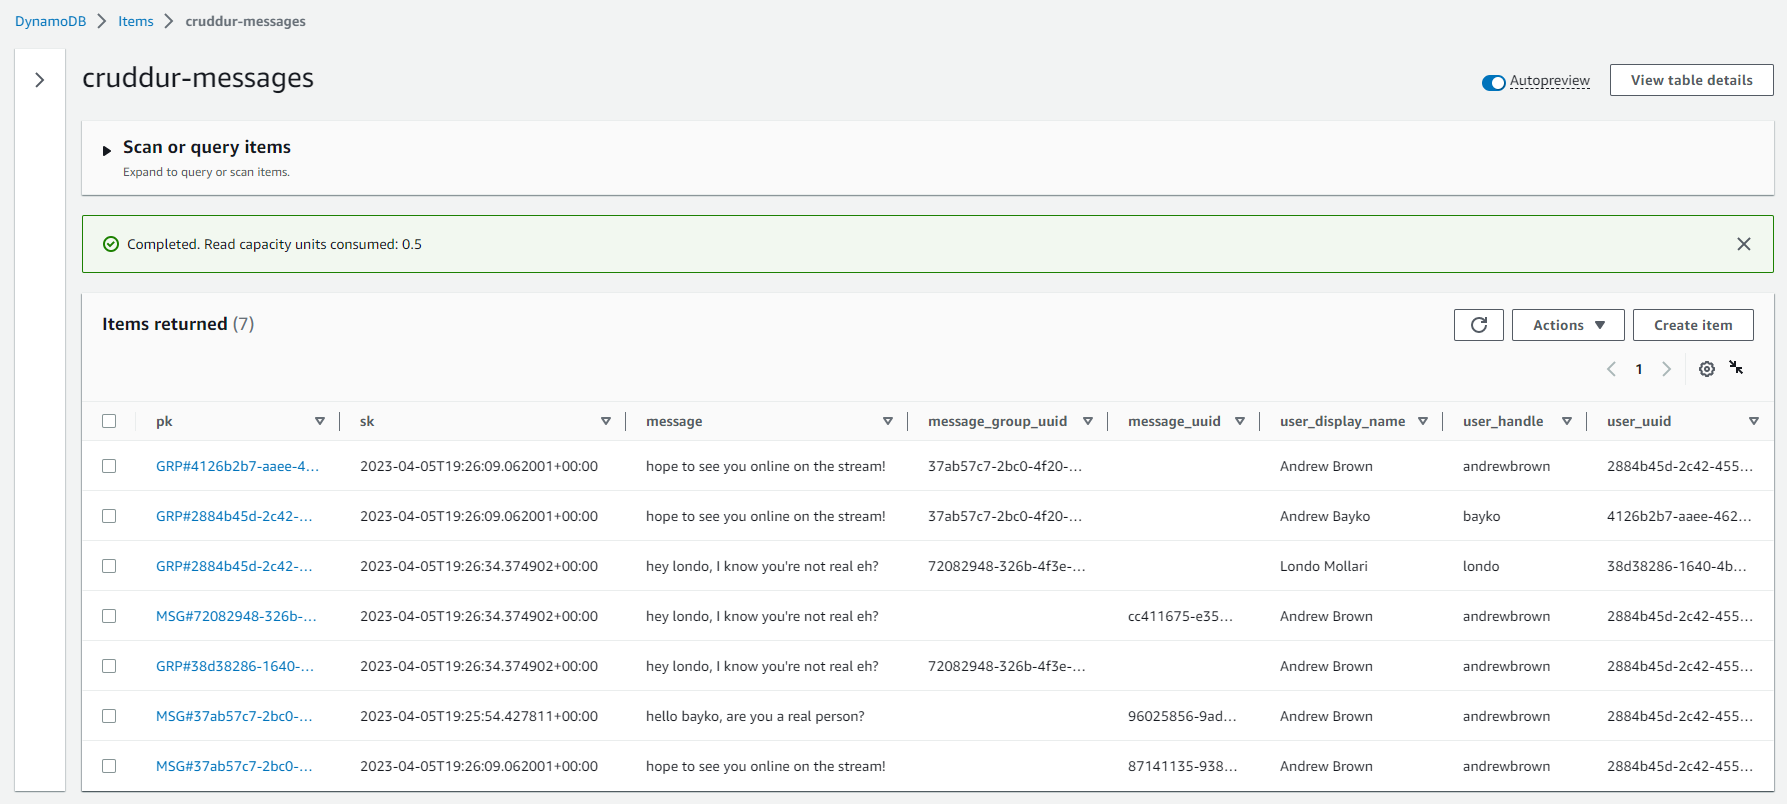 DynamoDB > Items > cruddur-messages
cruddur-messages
Autopreview
View table details
Scan or query items
Expand to query or scan items.
Completed. Read capacity units consumed: 0.5
Items returned (7)
Actions
Create item
1
pk sk message message_group_uuid message_uuid user_display_name user_handle user_uuid
GRP#4126b2b7-aaee-4... 2023-04-05T19:26:09.062001+00:00 hope to see you online on the stream! 37ab57c7-2bc0-4f20-... Andrew Brown andrewbrown 2884b45d-2c42-455...
GRP#2884b45d-2c42-... 2023-04-05T19:26:09.062001+00:00 hope to see you online on the stream! 37ab57c7-2bc0-4f20-... Andrew Bayko bayko 4126b2b7-aaee-462...
GRP#2884b45d-2c42-... 2023-04-05T19:26:34.374902+00:00 hey londo, I know you're not real eh? 72082948-326b-4f3e-... Londo Mollari londo 38d38286-1640-4b...
MSG#72082948-326b-... 2023-04-05T19:26:34.374902+00:00 hey londo, I know you're not real eh? cc411675-e35... Andrew Brown andrewbrown 2884b45d-2c42-455...
GRP#38d38286-1640-... 2023-04-05T19:26:34.374902+00:00 hey londo, I know you're not real eh? 72082948-326b-4f3e-... Andrew Brown andrewbrown 2884b45d-2c42-455...
MSG#37ab57c7-2bc0-... 2023-04-05T19:25:54.427811+00:00 hello bayko, are you a real person? 96025856-9ad... Andrew Brown andrewbrown 2884b45d-2c42-455...
MSG#37ab57c7-2bc0-... 2023-04-05T19:26:09.062001+00:00 hope to see you online on the stream! 87141135-938... Andrew Brown andrewbrown 2884b45d-2c42-455...